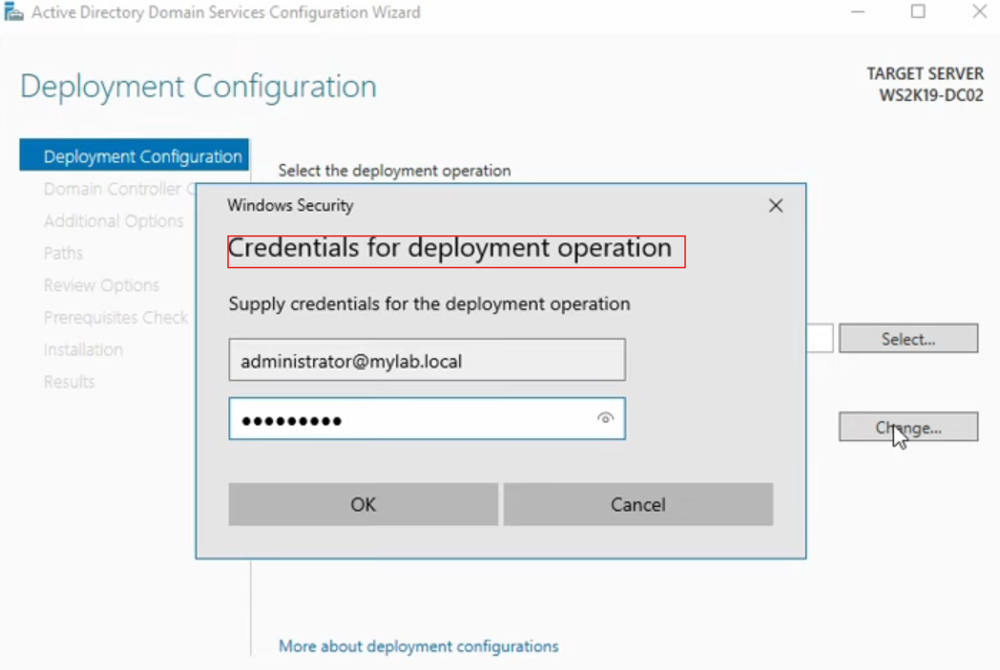 Active Directory Domain Services Configuration Wizard
Deployment Configuration
TARGET SERVER
WS2K19-DC02
Deployment Configuration
Domain Controller
Additional Options
Paths
Review Options
Prerequisites Check
Installation
Results
Select the deployment operation
Windows Security
Credentials for deployment operation
Supply credentials for the deployment operation
administrator@mylab.local
●●●●●●●●●
OK
Cancel
Select...
Change...
More about deployment configurations